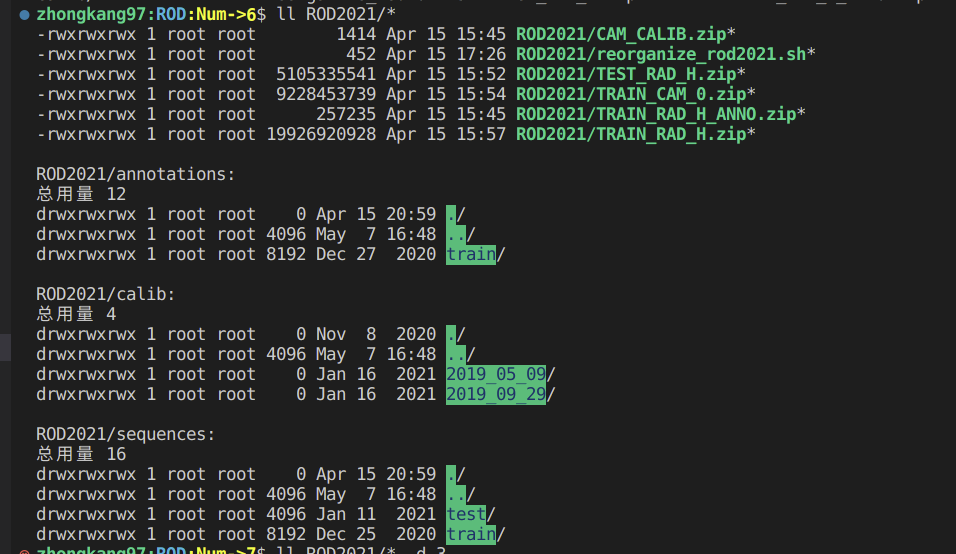 zhongkang97:ROD:Num->6$ ll ROD2021/*
-rwxrwxrwx 1 root root        1414 Apr 15 15:45 ROD2021/CAM_CALIB.zip*
-rwxrwxrwx 1 root root         452 Apr 15 17:26 ROD2021/reorganize_rod2021.sh*
-rwxrwxrwx 1 root root  5105335541 Apr 15 15:52 ROD2021/TEST_RAD_H.zip*
-rwxrwxrwx 1 root root  9228453739 Apr 15 15:54 ROD2021/TRAIN_CAM_0.zip*
-rwxrwxrwx 1 root root      257235 Apr 15 15:45 ROD2021/TRAIN_RAD_H_ANNO.zip*
-rwxrwxrwx 1 root root 19926920928 Apr 15 15:57 ROD2021/TRAIN_RAD_H.zip*

ROD2021/annotations:
总用量 12
drwxrwxrwx 1 root root    0 Apr 15 20:59 ./
drwxrwxrwx 1 root root 4096 May  7 16:48 ../
drwxrwxrwx 1 root root 8192 Dec 27  2020 train/

ROD2021/calib:
总用量 4
drwxrwxrwx 1 root root    0 Nov  8  2020 ./
drwxrwxrwx 1 root root 4096 May  7 16:48 ../
drwxrwxrwx 1 root root    0 Jan 16  2021 2019_05_09/
drwxrwxrwx 1 root root    0 Jan 16  2021 2019_09_29/

ROD2021/sequences:
总用量 16
drwxrwxrwx 1 root root    0 Apr 15 20:59 ./
drwxrwxrwx 1 root root 4096 May  7 16:48 ../
drwxrwxrwx 1 root root 4096 Jan 11  2021 test/
drwxrwxrwx 1 root root 8192 Dec 25  2020 train/
zhongkang97:ROD:Num->7$ ll ROD2021/*